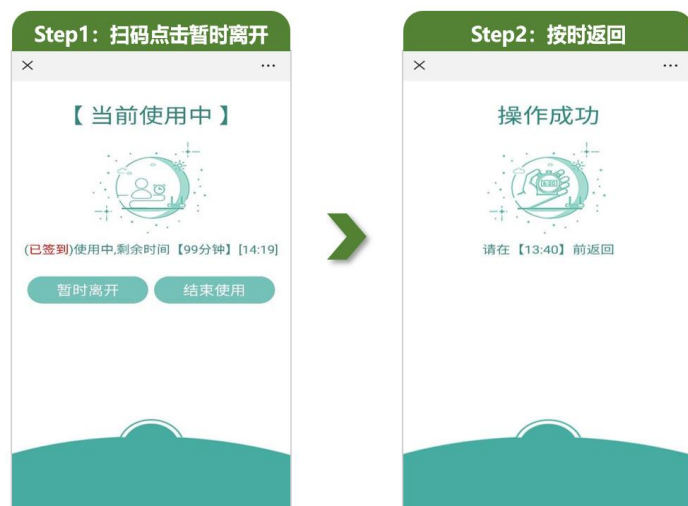 Step1：扫码点击暂时离开
【 当前使用中 】
(已签到)使用中,剩余时间【99分钟】[14:19]
暂时离开
结束使用
Step2：按时返回
操作成功
请在【13:40】前返回